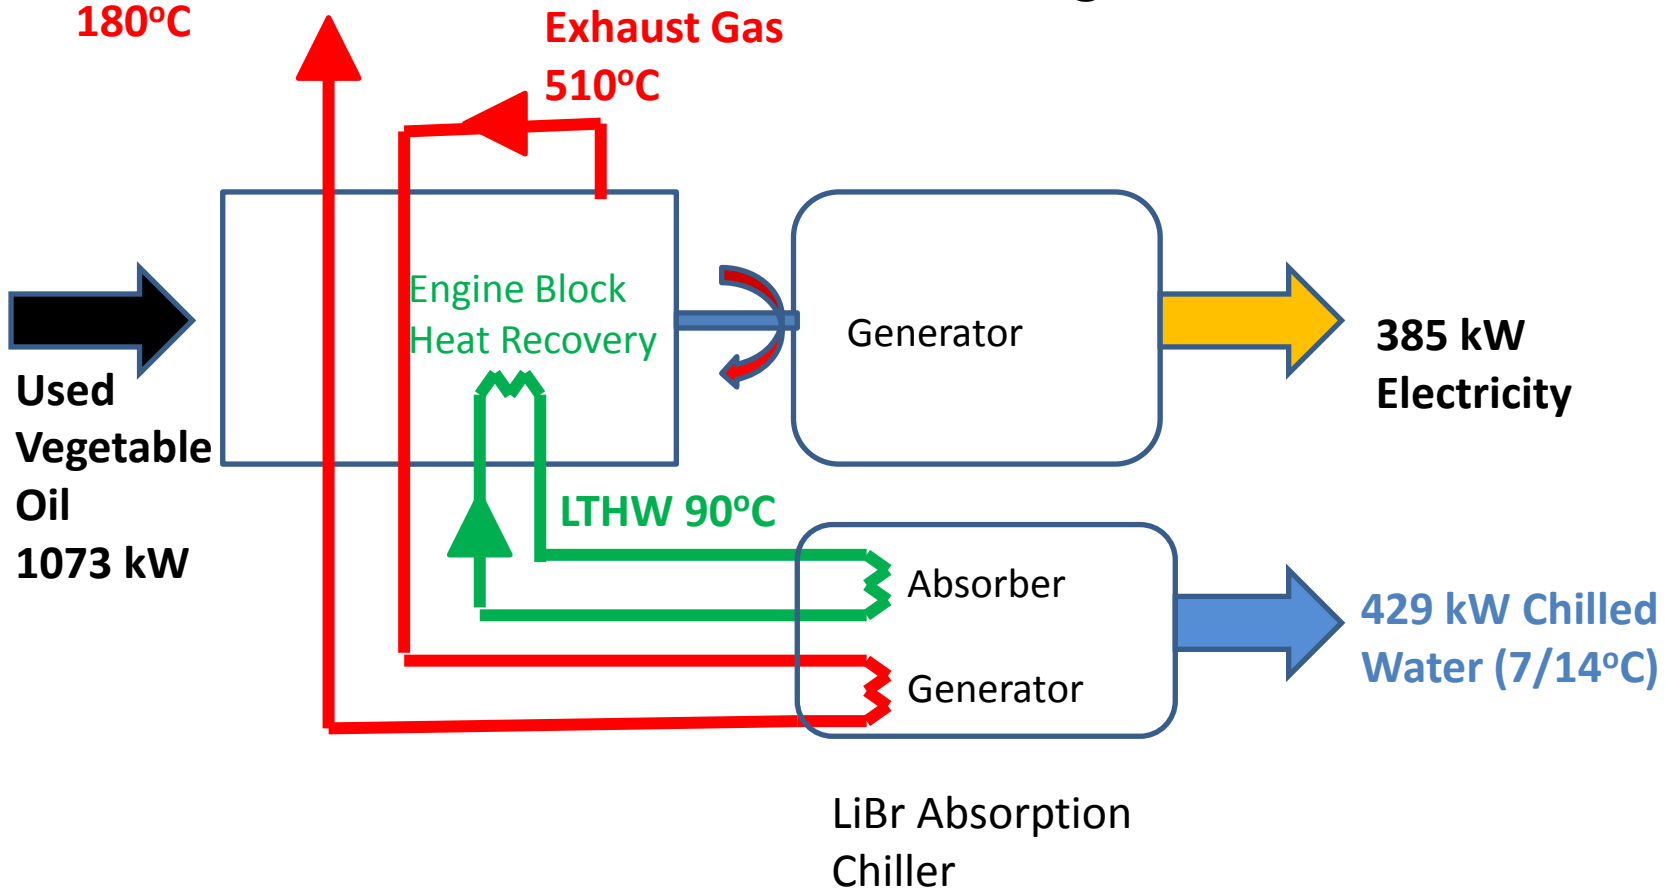 180ºC
Exhaust Gas
510ºC
Engine Block
Heat Recovery
Generator
385 kW
Electricity
Used
Vegetable
Oil
1073 kW
LTHW 90ºC
Absorber
Generator
429 kW Chilled
Water (7/14ºC)
LiBr Absorption
Chiller